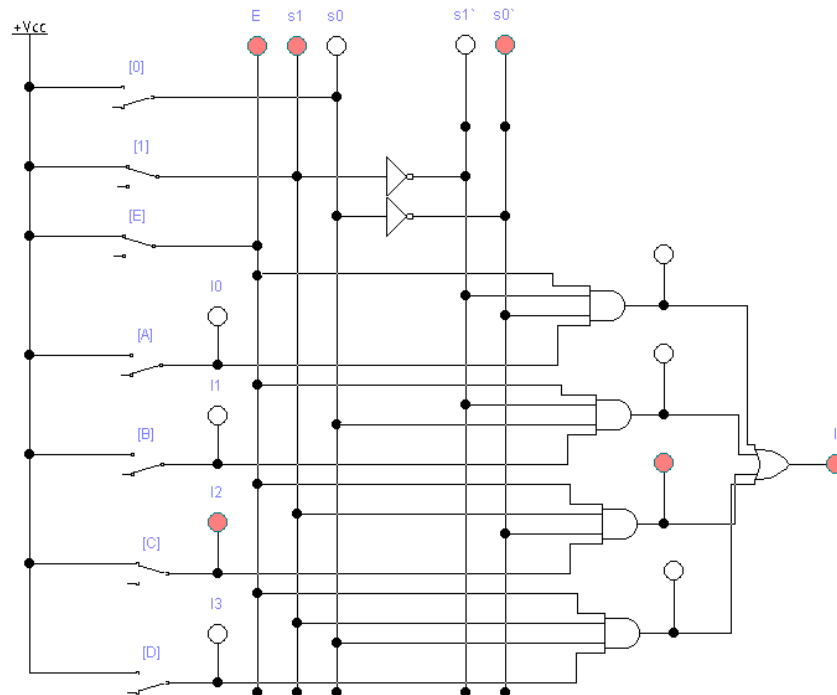 E s1 s0 s1` s0`
+Vcc
[0]
[1]
[E]
I0
[A]
I1
[B]
I
I2
[C]
I3
[D]